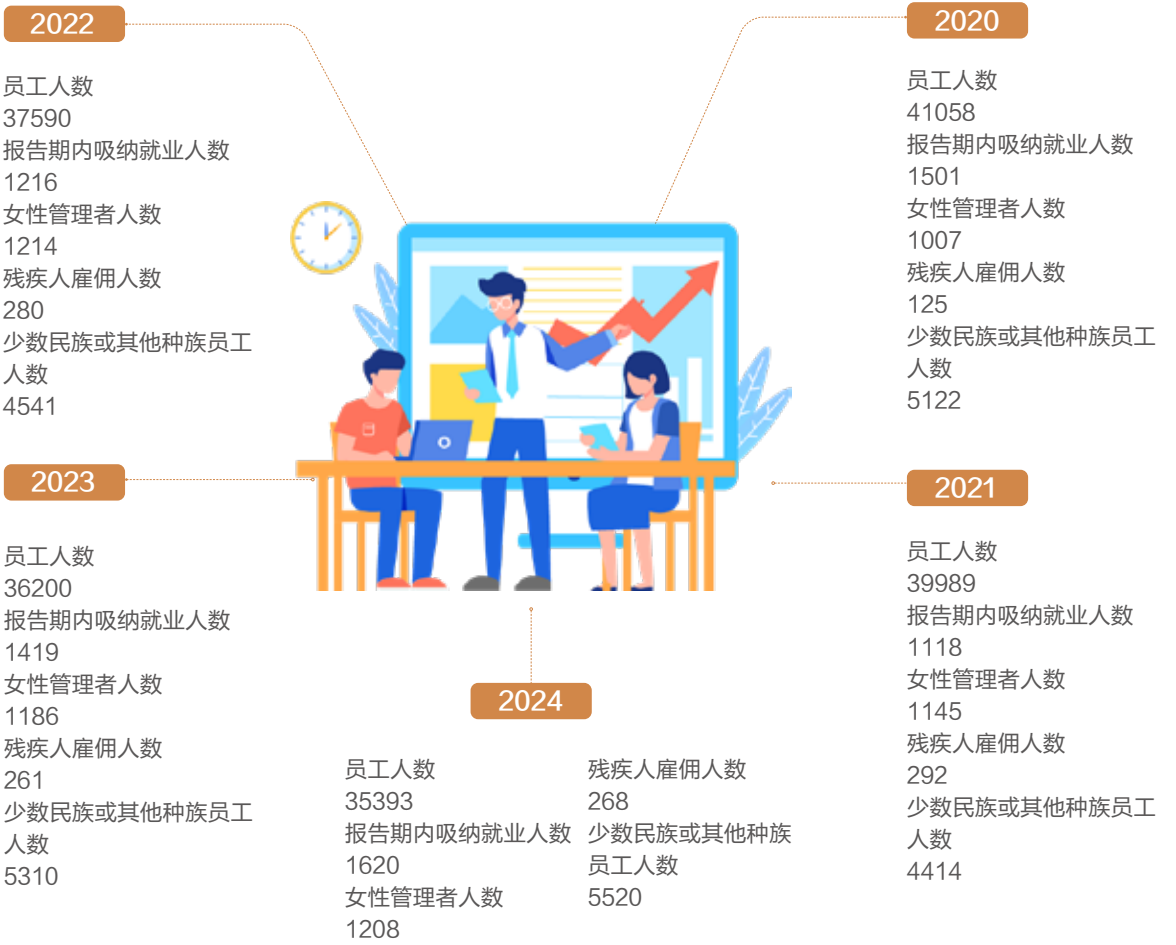 2022
员工人数
37590
报告期内吸纳就业人数
1216
女性管理者人数
1214
残疾人雇佣人数
280
少数民族或其他种族员工
人数
4541
2020
员工人数
41058
报告期内吸纳就业人数
1501
女性管理者人数
1007
残疾人雇佣人数
125
少数民族或其他种族员工
人数
5122
2023
员工人数
36200
报告期内吸纳就业人数
1419
女性管理者人数
1186
残疾人雇佣人数
261
少数民族或其他种族员工
人数
5310
2021
员工人数
39989
报告期内吸纳就业人数
1118
女性管理者人数
1145
残疾人雇佣人数
292
少数民族或其他种族员工
人数
4414
2024
员工人数
35393
报告期内吸纳就业人数
1620
女性管理者人数
1208
残疾人雇佣人数
268
少数民族或其他种族
员工人数
5520